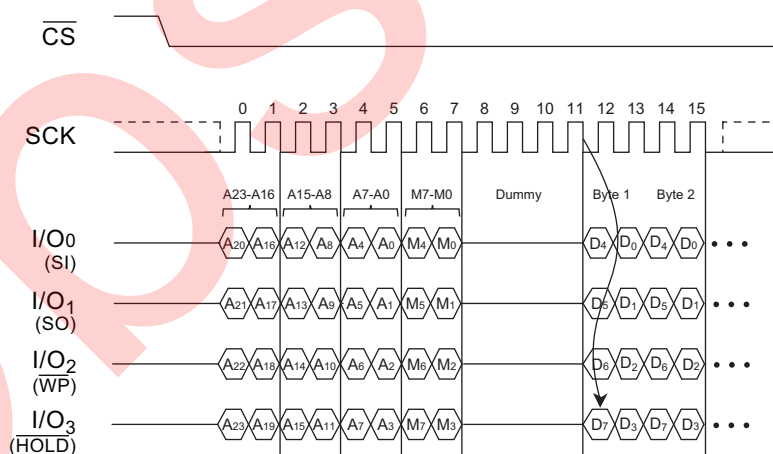 CS
0 1 2 3 4 5 6 7 8 9 10 11 12 13 14 15
SCK
A23-A16 A15-A8 A7-A0 M7-M0 Dummy Byte 1 Byte 2
I/O0 A20 A16 A12 A8 A4 A0 M4 M0 D4 D0 D4 D0 • • •
(SI)
I/O1 A21 A17 A13 A9 A5 A1 M5 M1 D5 D1 D5 D1 • • •
(SO)
I/O2 A22 A18 A14 A10 A6 A2 M6 M2 D6 D2 D6 D2 • • •
(WP)
I/O3 A23 A19 A15 A11 A7 A3 M7 M3 D7 D3 D7 D3 • • •
(HOLD)